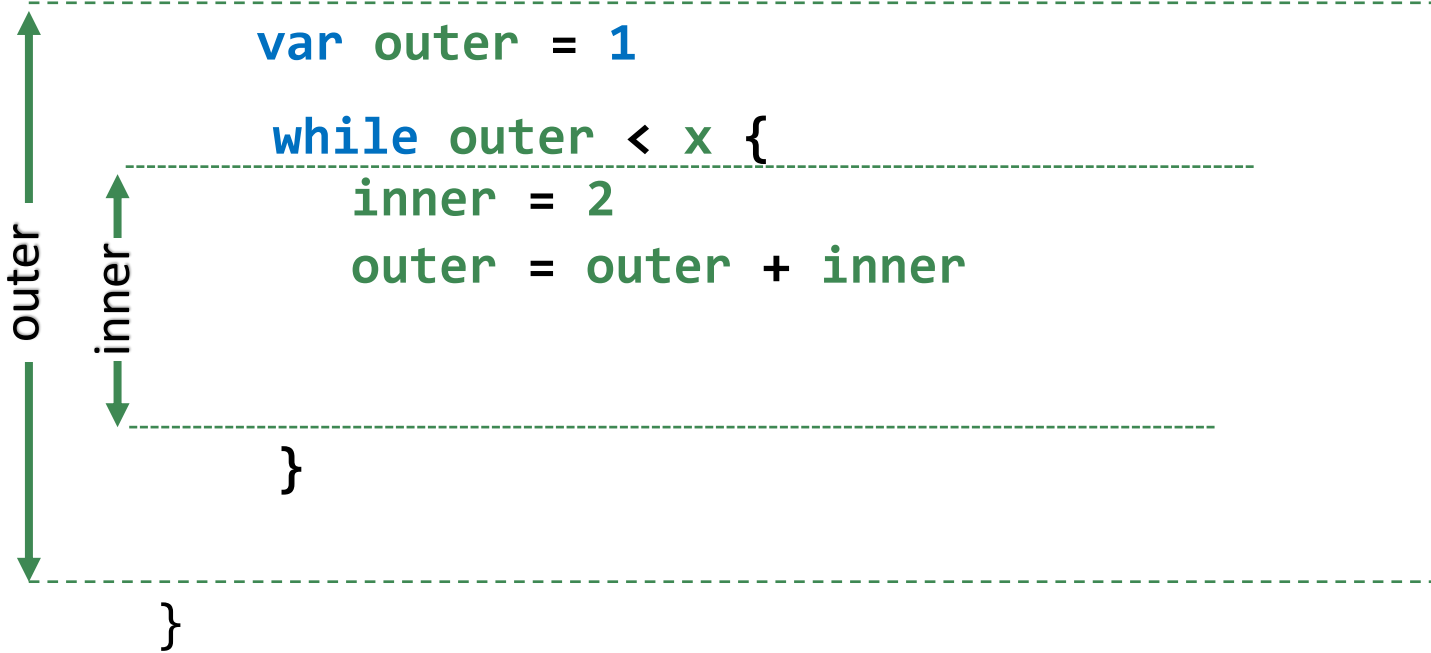 var outer = 1
while outer < x {
inner = 2
outer = outer + inner
}
}
outer
inner